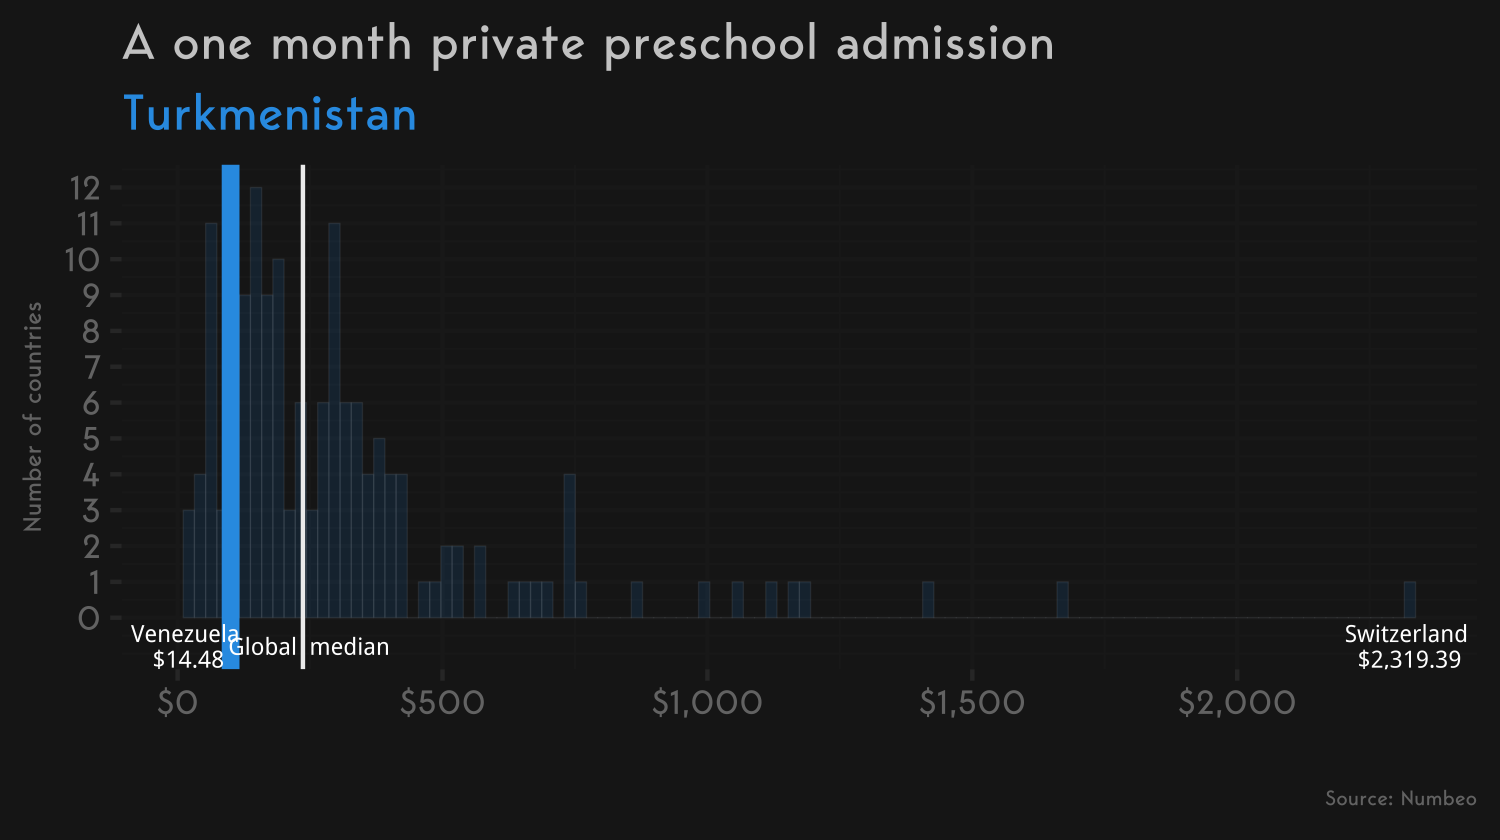 A one month private preschool admission
Turkmenistan
Number of countries
12
11
10
9
8
7
6
5
4
3
2
1
0
Venezuela
$14.48
Global median
Switzerland
$2,319.39
$0 $500 $1,000 $1,500 $2,000
Source: Numbeo